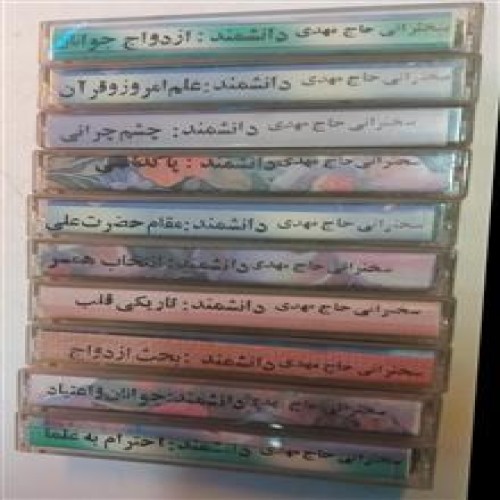 سخنرانی حاج مهدی دانشمند: ازدواج جوانان
سخنرانی حاج مهدی دانشمند: علم امروز و قرآن
سخنرانی حاج مهدی دانشمند: چشم چرانی
سخنرانی حاج مهدی دانشمند: پاکدامنی
سخنرانی حاج مهدی دانشمند: مقام حضرت علی
سخنرانی حاج مهدی دانشمند: انتخاب همسر
سخنرانی حاج مهدی دانشمند: تاریکی قلب
سخنرانی حاج مهدی دانشمند: بحث ازدواج
سخنرانی حاج مهدی دانشمند: جوانان و اعتیاد
سخنرانی حاج مهدی دانشمند: احترام به علما